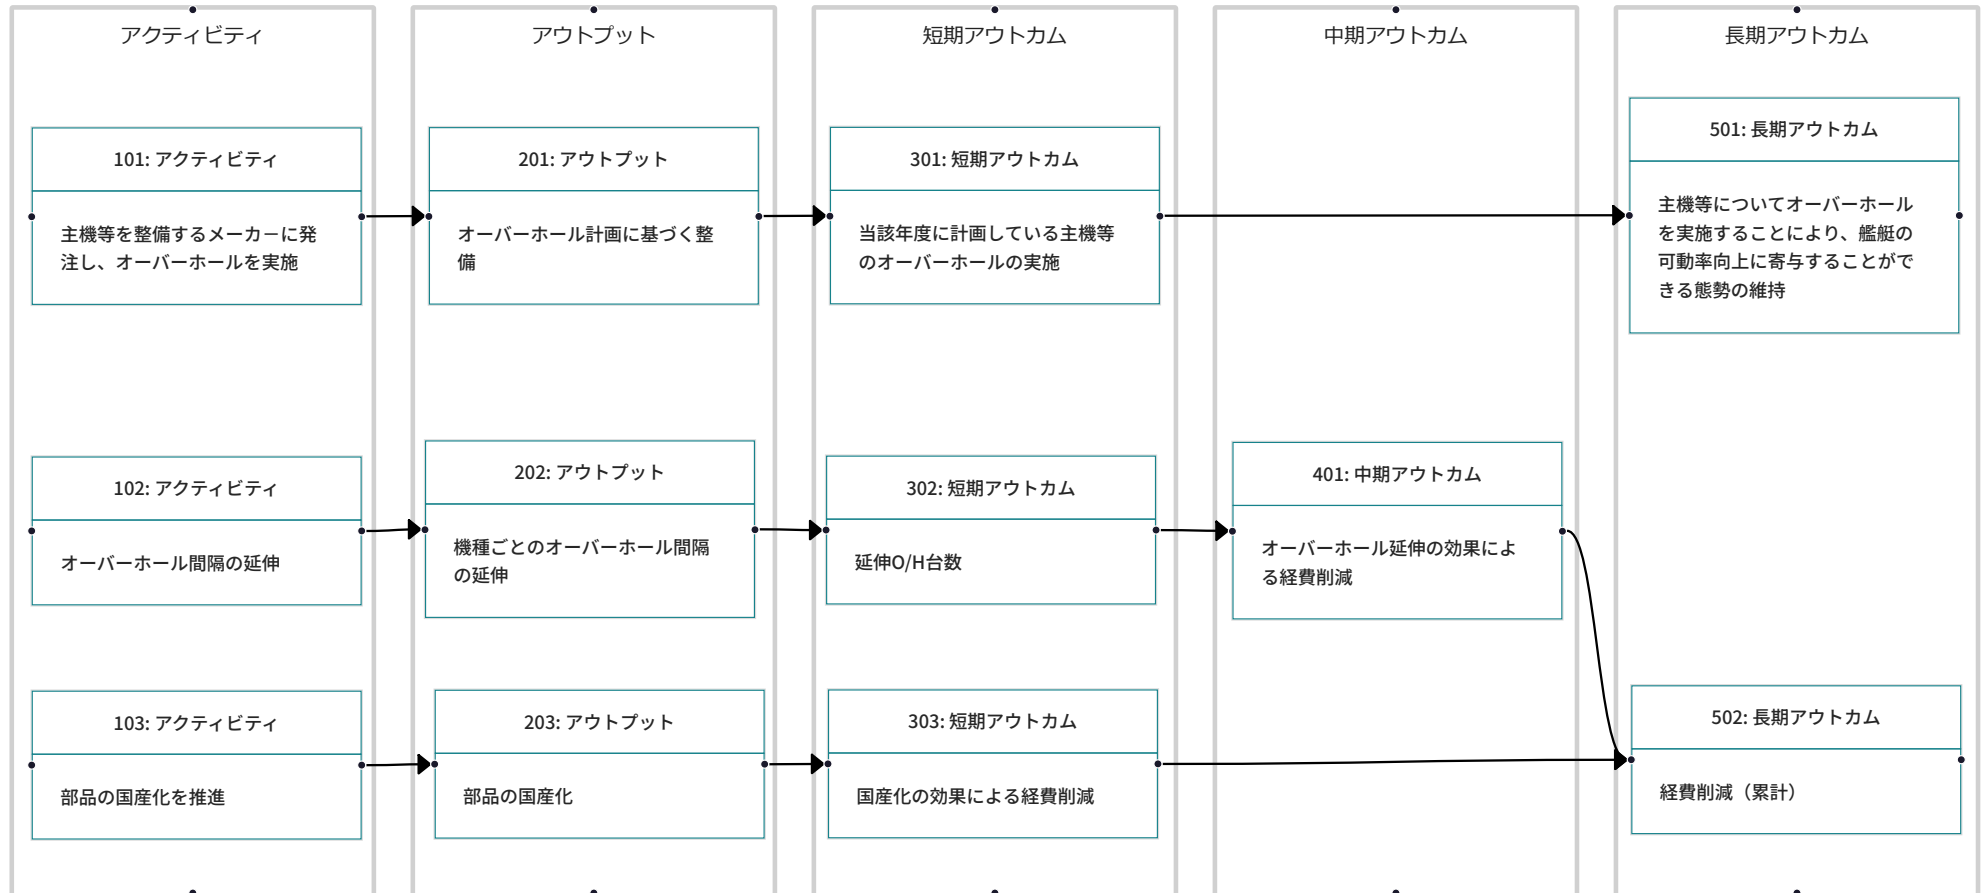 アクティビティ
アウトプット
短期アウトカム
中期アウトカム
長期アウトカム
101: アクティビティ
主機等を整備するメーカーに発
注し、オーバーホールを実施
201: アウトプット
オーバーホール計画に基づく整
備
301: 短期アウトカム
当該年度に計画している主機等
のオーバーホールの実施
501: 長期アウトカム
主機等についてオーバーホール
を実施することにより、艦艇の
可動率向上に寄与することがで
きる態勢の維持
102: アクティビティ
オーバーホール間隔の延伸
202: アウトプット
機種ごとのオーバーホール間隔
の延伸
302: 短期アウトカム
延伸O/H台数
401: 中期アウトカム
オーバーホール延伸の効果によ
る経費削減
103: アクティビティ
部品の国産化を推進
203: アウトプット
部品の国産化
303: 短期アウトカム
国産化の効果による経費削減
502: 長期アウトカム
経費削減（累計）